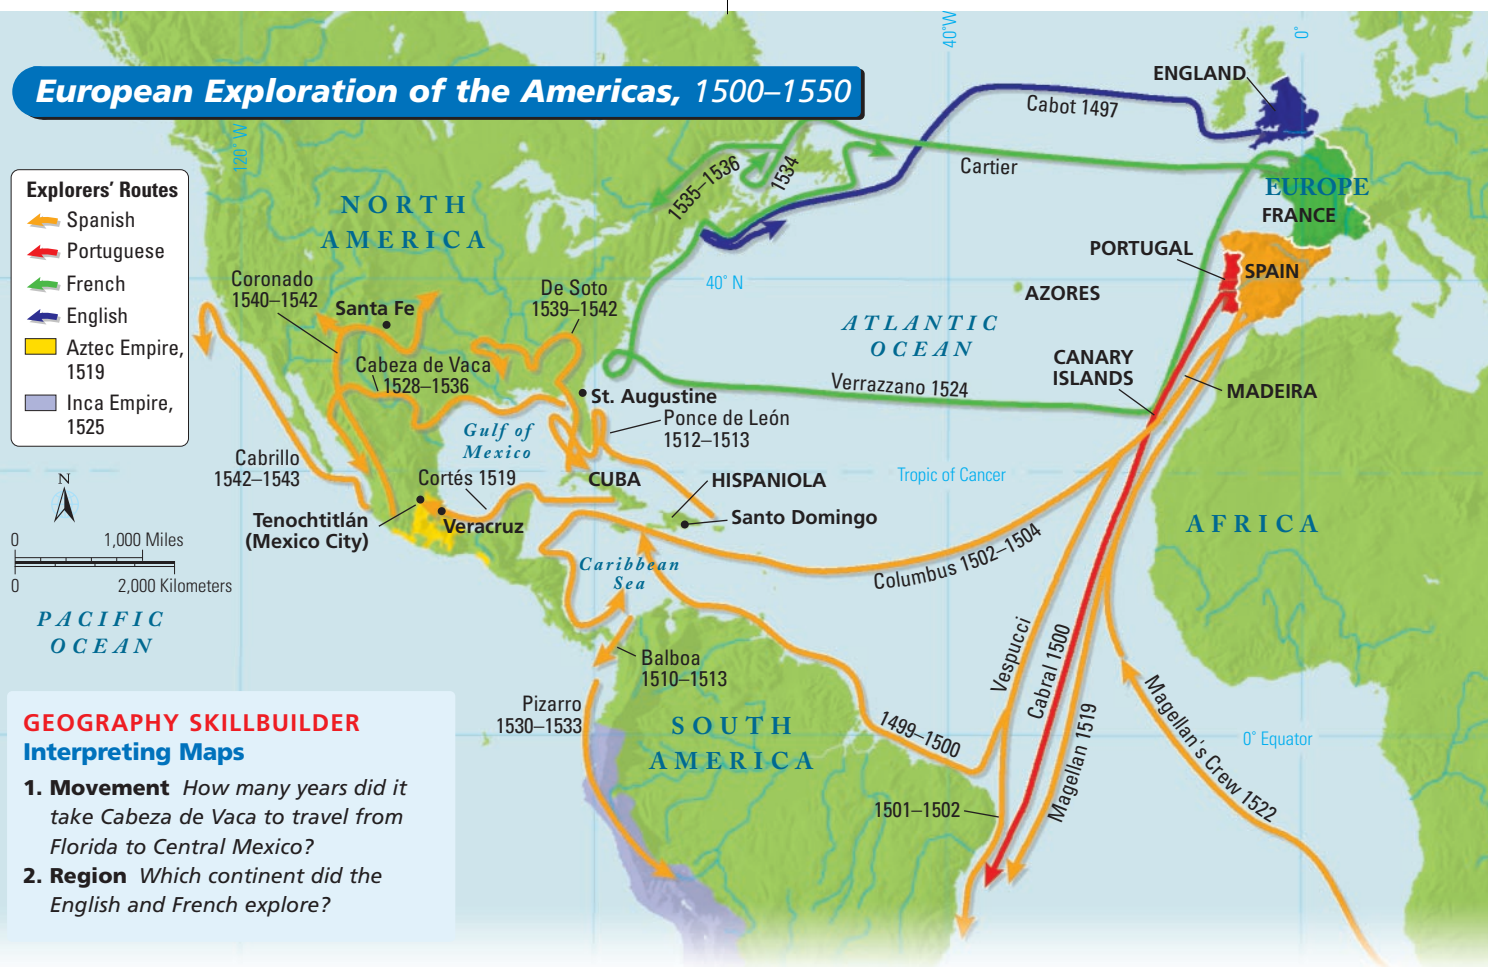 40°W
0°
European Exploration of the Americas, 1500–1550
120°W
ENGLAND
Cabot 1497
Cartier
1535–1536
1534
Explorers' Routes
Spanish
Portuguese
French
English
Aztec Empire,
1519
Inca Empire,
1525
NORTH
AMERICA
EUROPE
FRANCE
PORTUGAL
SPAIN
40° N
AZORES
ATLANTIC
OCEAN
Coronado
1540–1542
Santa Fe
De Soto
1539–1542
Cabeza de Vaca
1528–1536
St. Augustine
Ponce de León
1512–1513
Verrazzano 1524
CANARY
ISLANDS
MADEIRA
Gulf of
Mexico
Cabrillo
1542–1543
Cortés 1519
CUBA
HISPANIOLA
Tropic of Cancer
Tenochtitlán
(Mexico City)
Veracruz
Santo Domingo
AFRICA
N
0 1,000 Miles
0 2,000 Kilometers
Caribbean
Sea
Columbus 1502–1504
PACIFIC
OCEAN
Balboa
1510–1513
Vespucci
Cabral 1500
Magellan 1519
Magellan's Crew 1522
Pizarro
1530–1533
SOUTH
AMERICA
1499–1500
0° Equator
1501–1502
GEOGRAPHY SKILLBUILDER
Interpreting Maps
1. Movement How many years did it
take Cabeza de Vaca to travel from
Florida to Central Mexico?
2. Region Which continent did the
English and French explore?